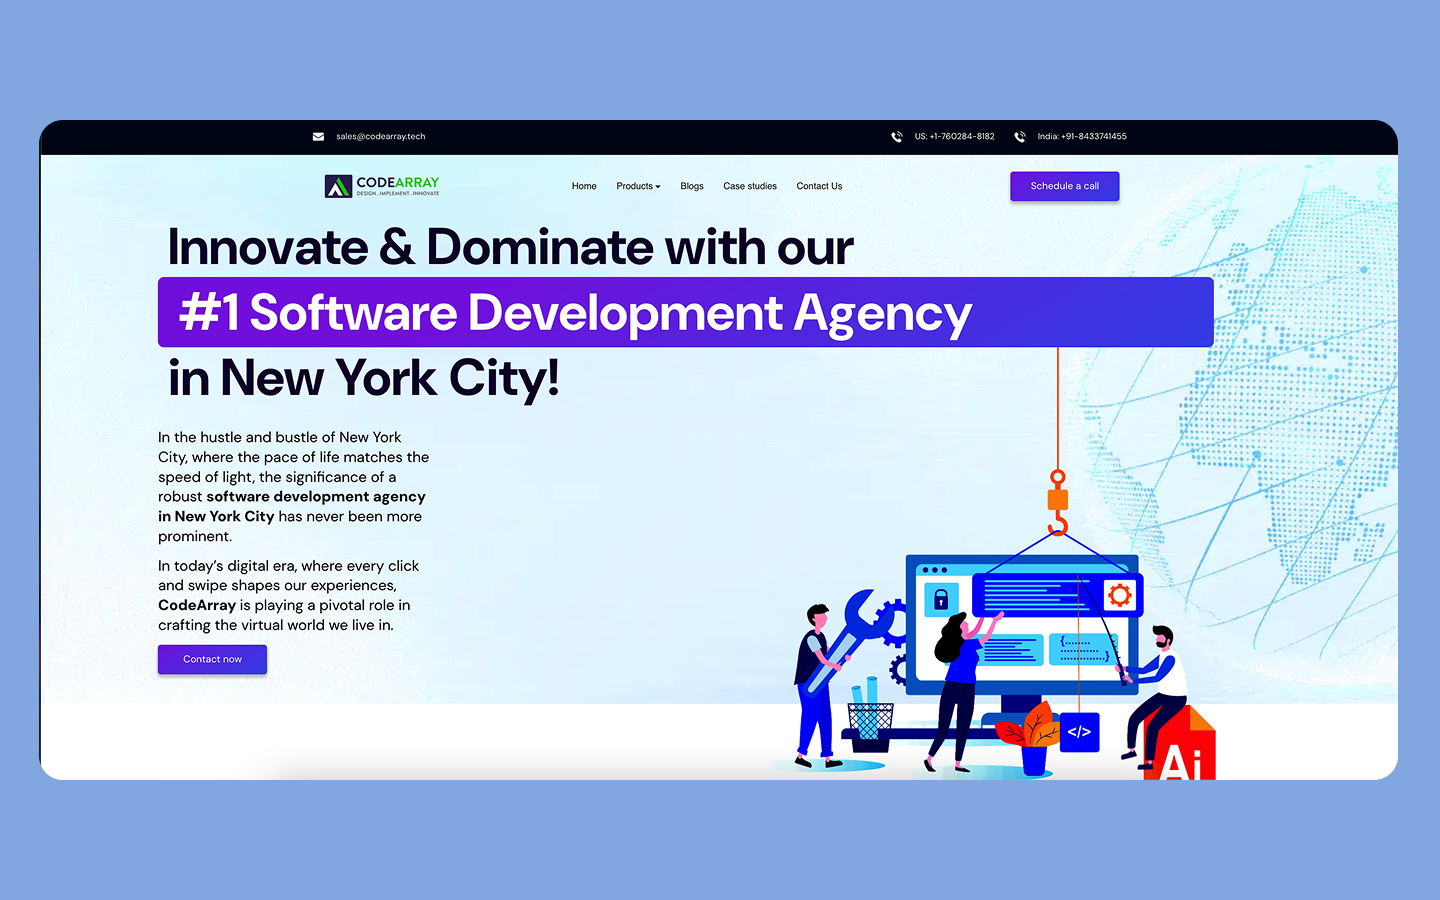 sales@codearray.tech
US: +1-760284-8182
India: +91-8433741455
CODEARRAY
DESIGN . IMPLEMENT . INNOVATE
Home
Products
Blogs
Case studies
Contact Us
Schedule a call
Innovate & Dominate with our
#1 Software Development Agency
in New York City!
In the hustle and bustle of New York
City, where the pace of life matches the
speed of light, the significance of a
robust software development agency
in New York City has never been more
prominent.
In today's digital era, where every click
and swipe shapes our experiences,
CodeArray is playing a pivotal role in
crafting the virtual world we live in.
Contact now
</>
Ai